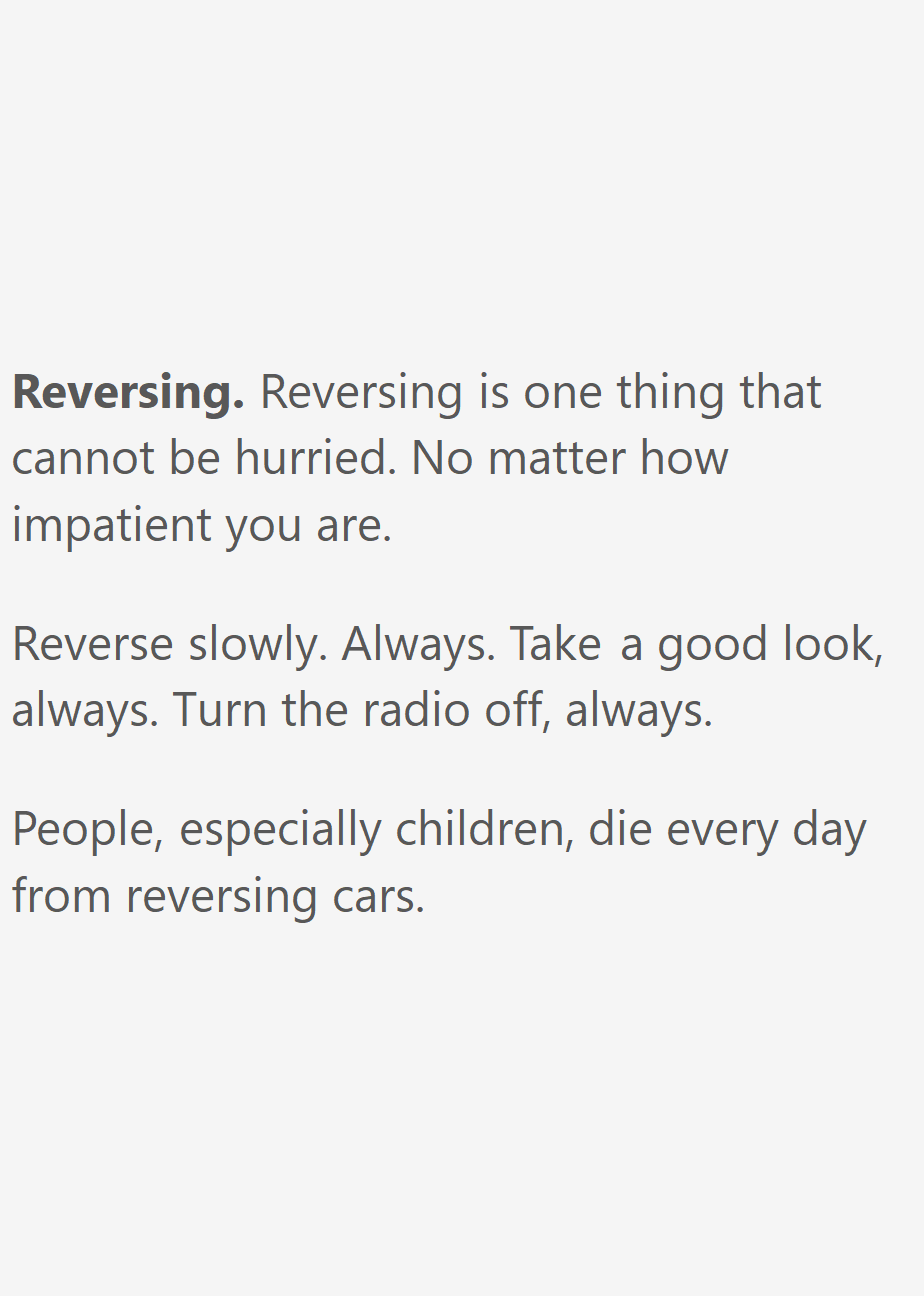 Reversing. Reversing is one thing that
cannot be hurried. No matter how
impatient you are.
Reverse slowly. Always. Take a good look,
always. Turn the radio off, always.
People, especially children, die every day
from reversing cars.